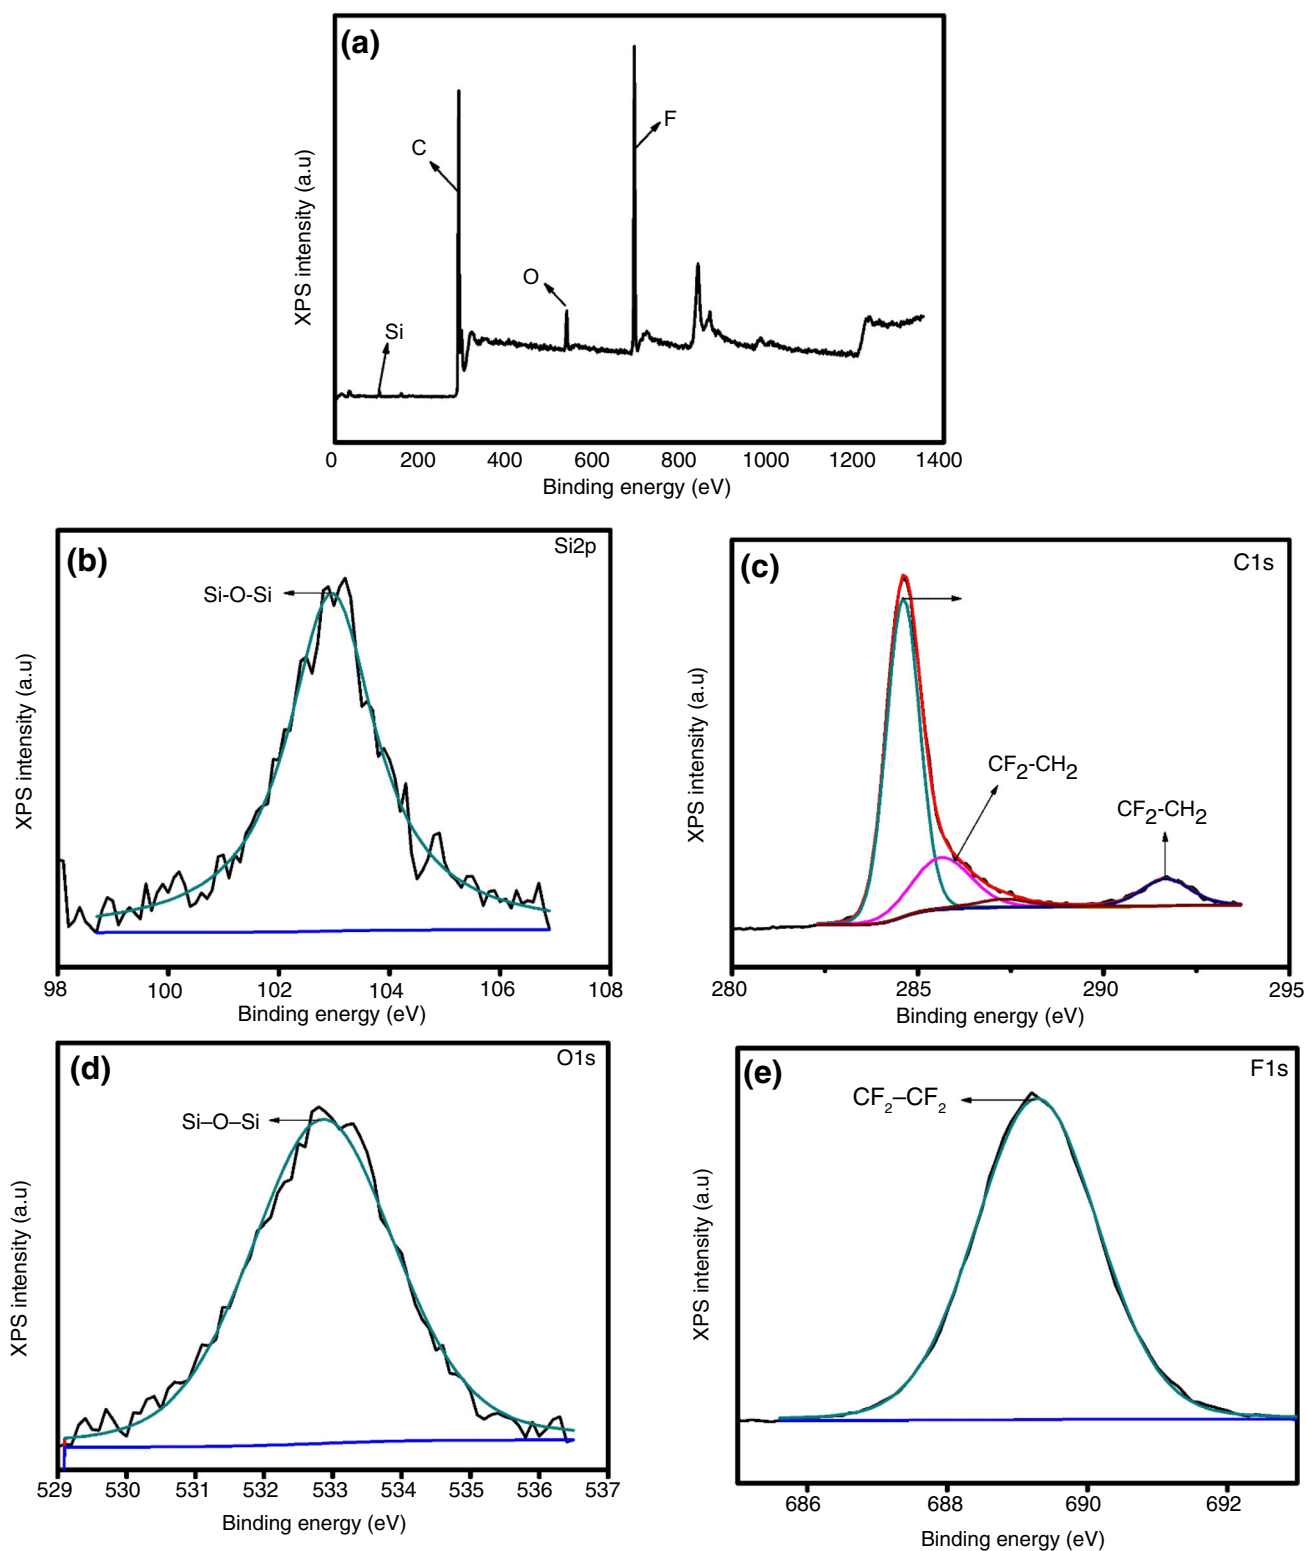 (a)
F
C
O
Si
XPS intensity (a.u)
0 200 400 600 800 1000 1200 1400
Binding energy (eV)
(b)
Si2p
Si-O-Si
XPS intensity (a.u)
98 100 102 104 106 108
Binding energy (eV)
(c)
C1s
CF2-CH2
CF2-CH2
XPS intensity (a.u)
280 285 290 295
Binding energy (eV)
(d)
O1s
Si–O–Si
XPS intensity (a.u)
529 530 531 532 533 534 535 536 537
Binding energy (eV)
(e)
F1s
CF2–CF2
XPS intensity (a.u)
686 688 690 692
Binding energy (eV)